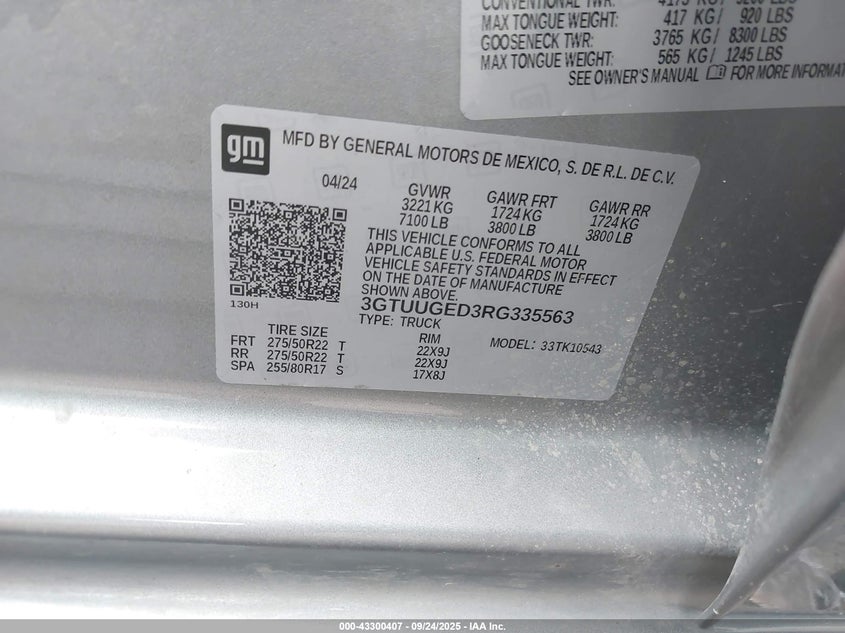 MAX TONGUE WEIGHT: 417 KG / 920 LBS
GOOSENECK TWR: 3765 KG / 8300 LBS
MAX TONGUE WEIGHT: 565 KG / 1245 LBS
SEE OWNER'S MANUAL FOR MORE INFORMAT
gm
MFD BY GENERAL MOTORS DE MEXICO, S. DE R.L. DE C.V.
04/24 GVWR GAWR FRT GAWR RR
3221 KG 1724 KG 1724 KG
7100 LB 3800 LB 3800 LB
THIS VEHICLE CONFORMS TO ALL
APPLICABLE U.S. FEDERAL MOTOR
VEHICLE SAFETY STANDARDS IN EFFECT
ON THE DATE OF MANUFACTURE
SHOWN ABOVE.
130H
3GTUUGED3RG335563
TYPE: TRUCK
TIRE SIZE RIM MODEL: 33TK10543
FRT 275/50R22 T 22X9J
RR 275/50R22 T 22X9J
SPA 255/80R17 S 17X8J
000-43300407 - 09/24/2025 - IAA Inc.